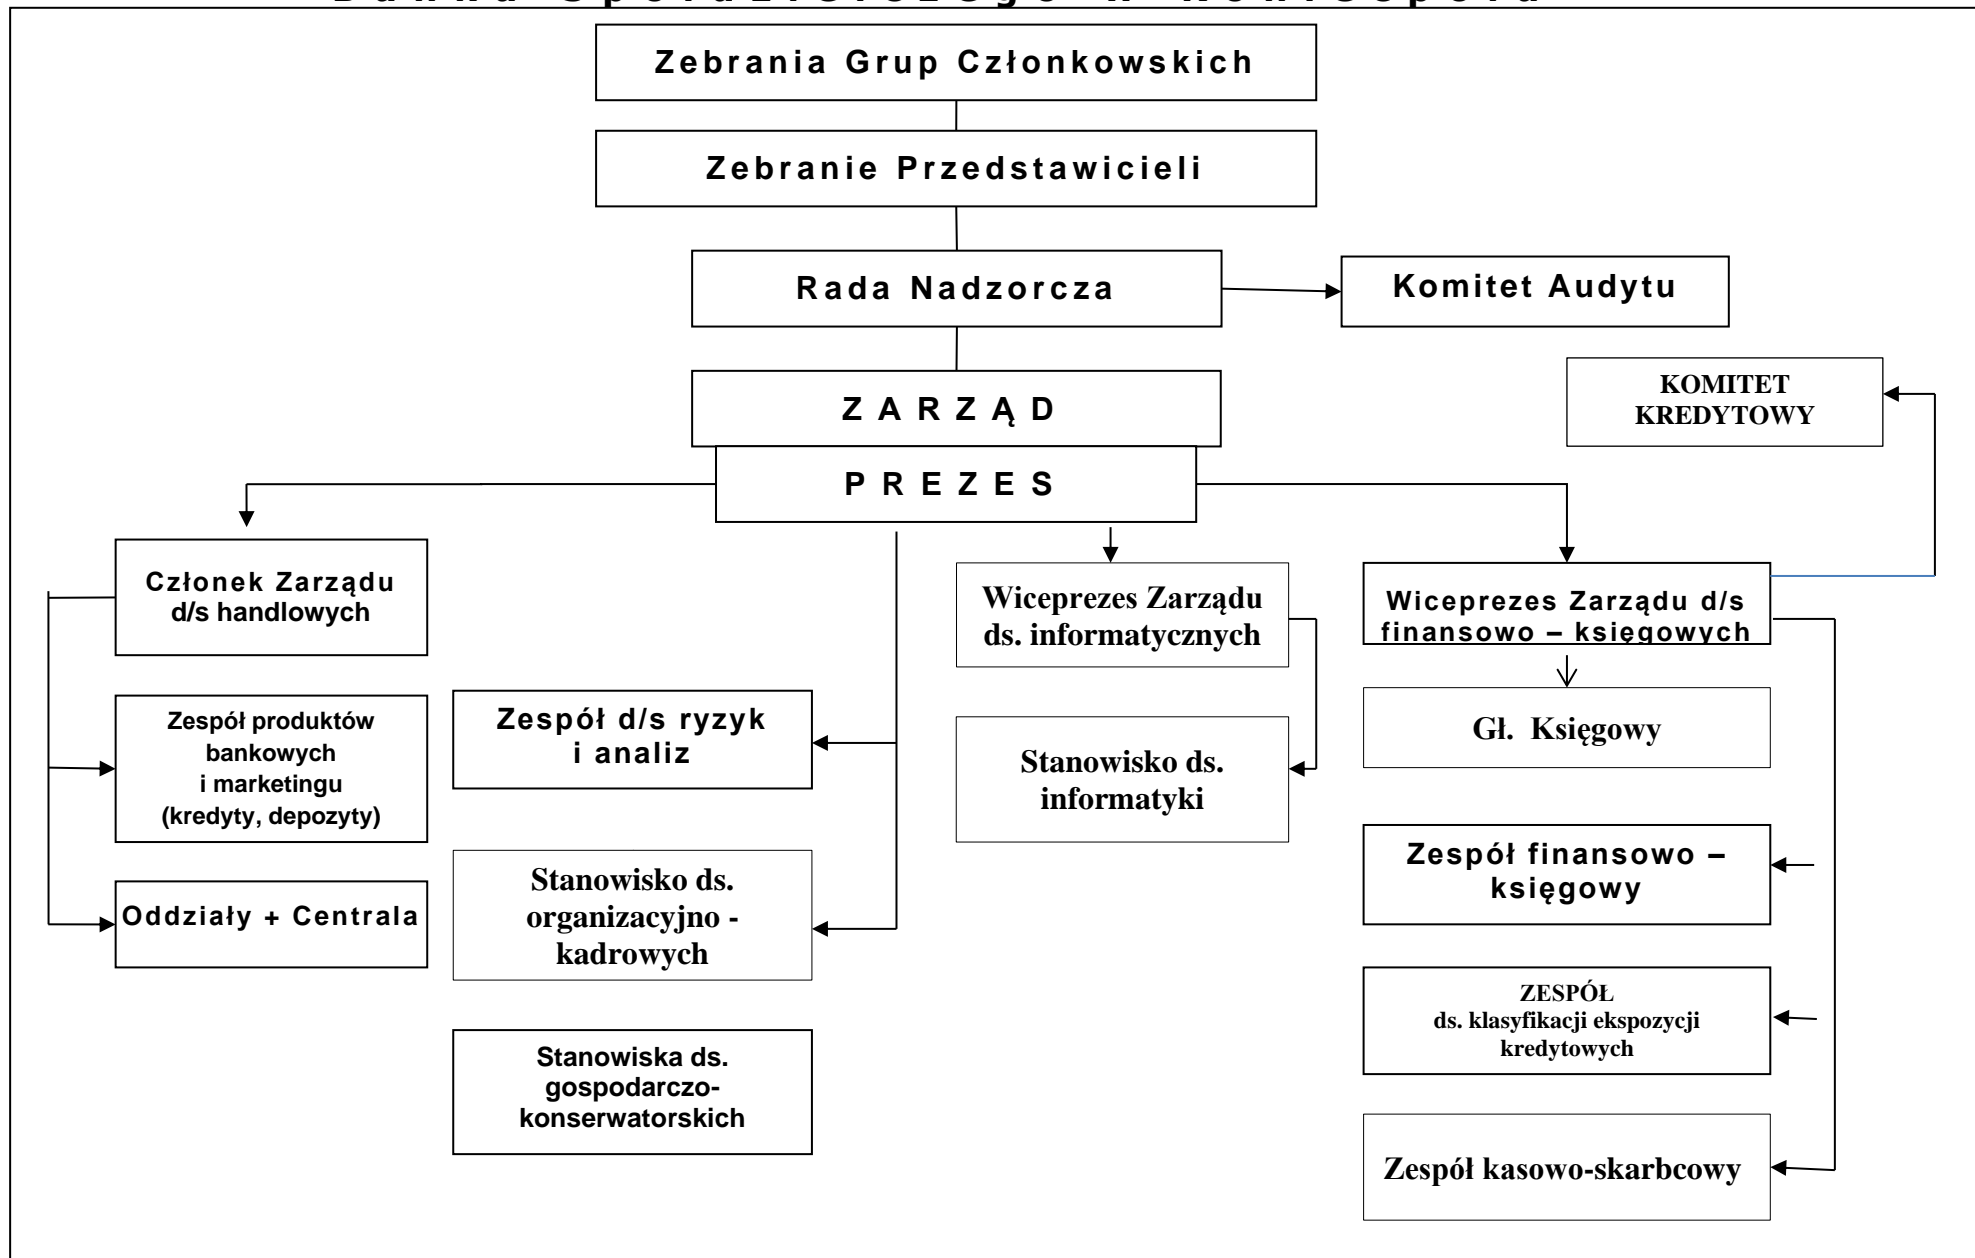 Zebrania Grup Członkowskich
Zebranie Przedstawicieli
Rada Nadzorcza
Komitet Audytu
ZARZĄD
KOMITET
KREDYTOWY
PREZES
Członek Zarządu
d/s handlowych
Wiceprezes Zarządu
ds. informatycznych
Wiceprezes Zarządu d/s
finansowo – księgowych
Zespół produktów
bankowych
i marketingu
(kredyty, depozyty)
Zespół d/s ryzyk
i analiz
Stanowisko ds.
informatyki
Gł. Księgowy
Oddziały + Centrala
Stanowisko ds.
organizacyjno -
kadrowych
Zespół finansowo –
księgowy
Stanowiska ds.
gospodarczo-
konserwatorskich
ZESPÓŁ
ds. klasyfikacji ekspozycji
kredytowych
Zespół kasowo-skarbcowy